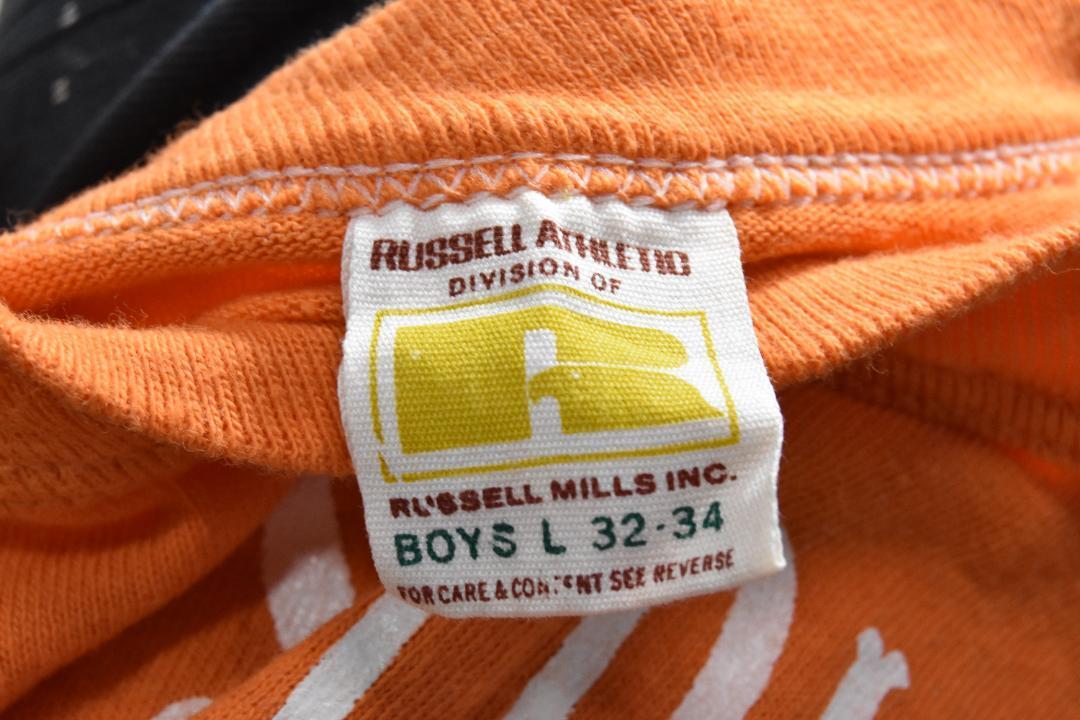 RUSSELL ATHLETIC
DIVISION OF
R
RUSSELL MILLS INC.
BOYS L 32-34
FOR CARE & CONTENT SEE REVERSE